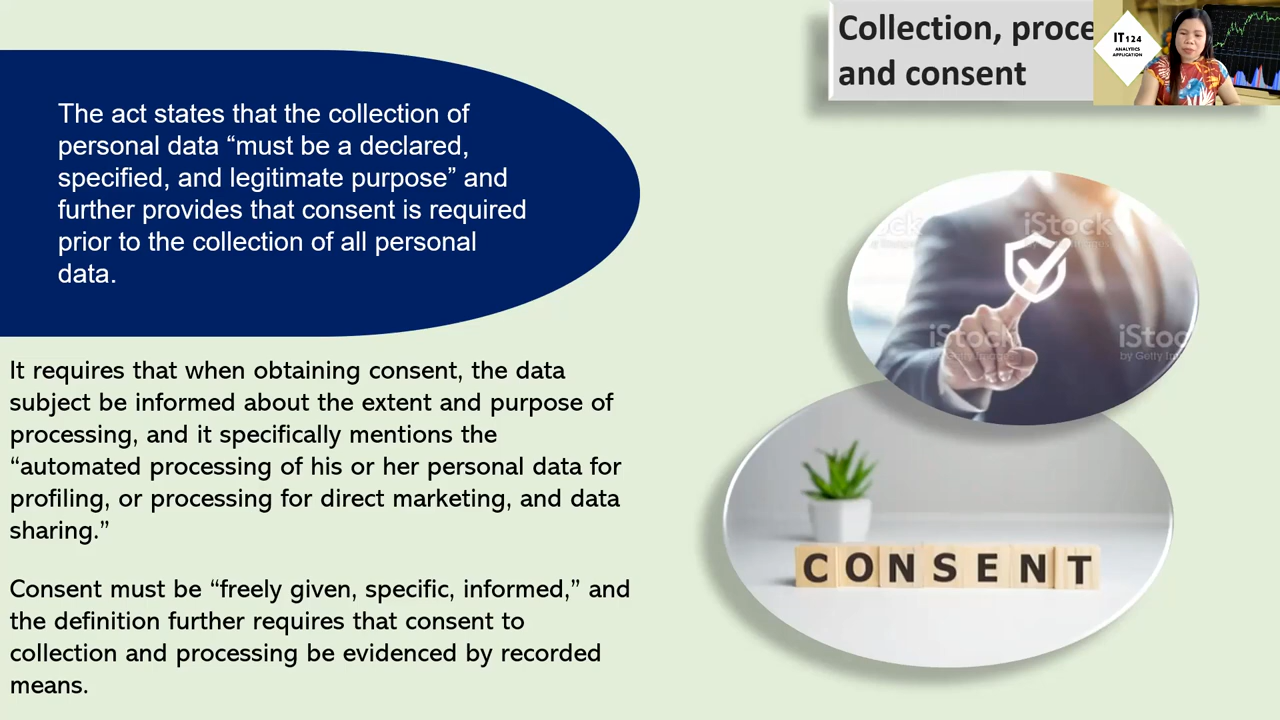 Collection, proce
and consent
IT 124
ANALYTICS
APPLICATION
The act states that the collection of
personal data “must be a declared,
specified, and legitimate purpose” and
further provides that consent is required
prior to the collection of all personal
data.
It requires that when obtaining consent, the data
subject be informed about the extent and purpose of
processing, and it specifically mentions the
“automated processing of his or her personal data for
profiling, or processing for direct marketing, and data
sharing.”
Consent must be “freely given, specific, informed,” and
the definition further requires that consent to
collection and processing be evidenced by recorded
means.
iStock
iStock
by Getty Im
CONSENT